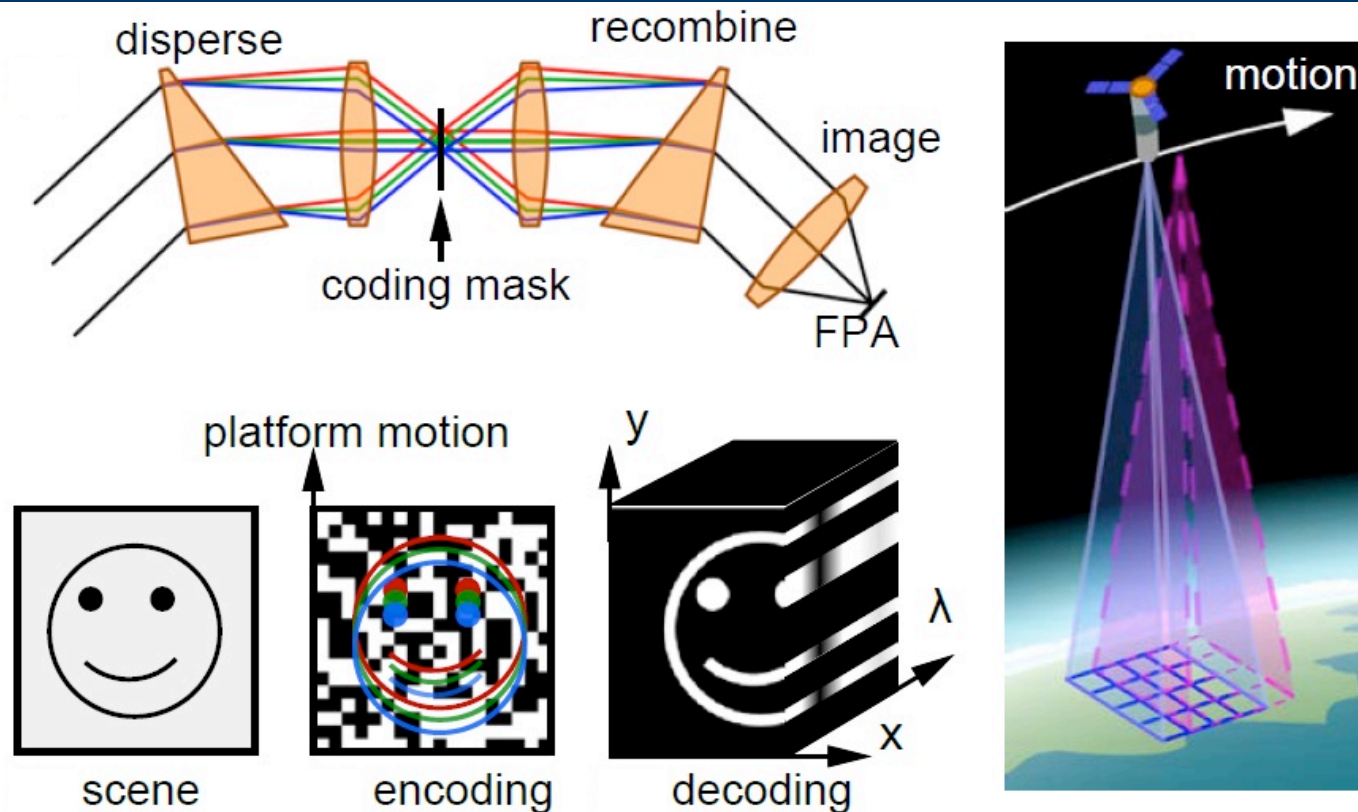 disperse
recombine
coding mask
image
FPA
motion
platform motion
y
λ
x
scene
encoding
decoding